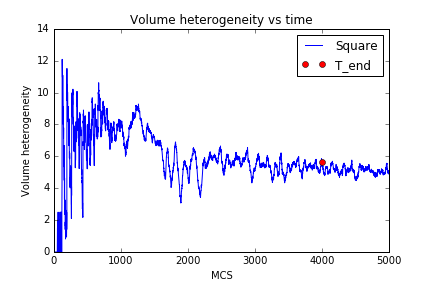 Volume heterogeneity vs time
Square
T_end
Volume heterogeneity
14
12
10
8
6
4
2
0
0 1000 2000 3000 4000 5000
MCS